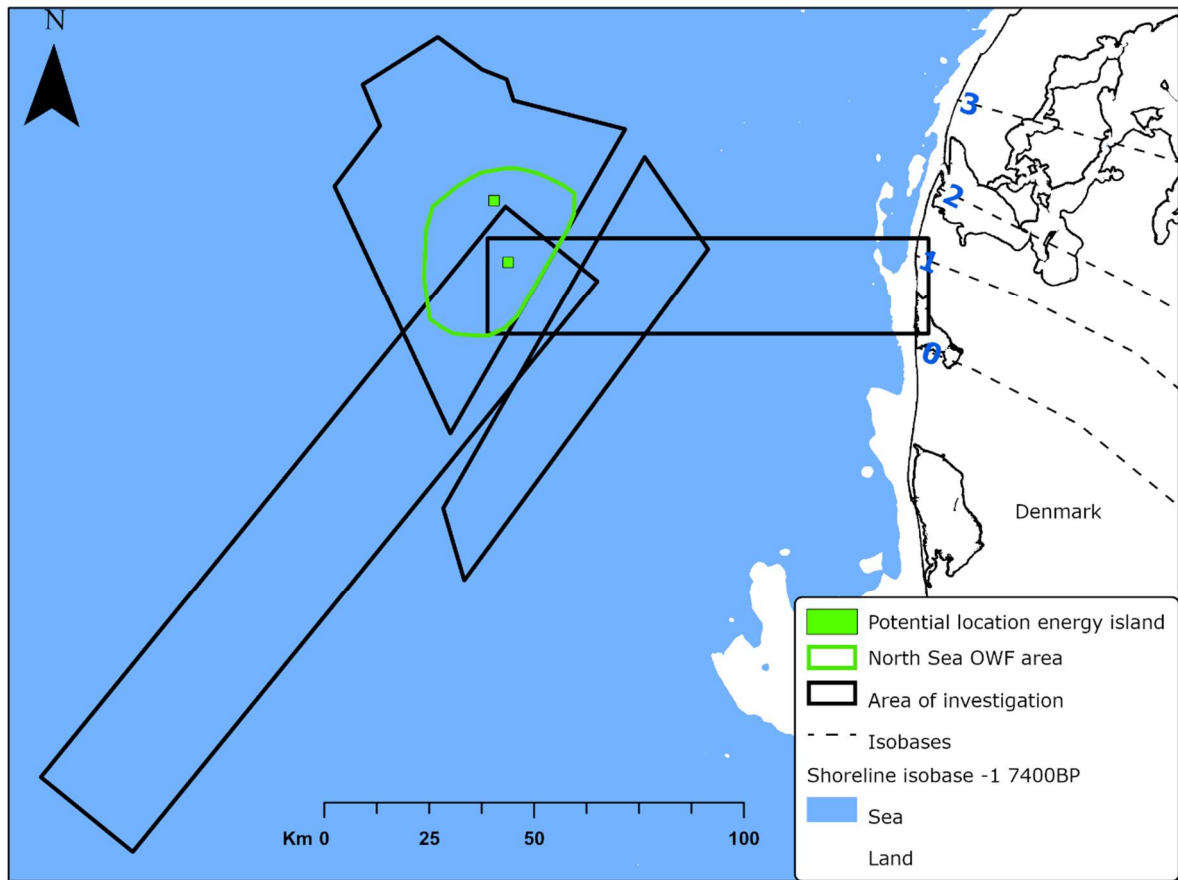 N
3
2
1
0
Denmark
Potential location energy island
North Sea OWF area
Area of investigation
Isobases
Shoreline isobase -1 7400BP
Sea
Land
Km 0 25 50 100